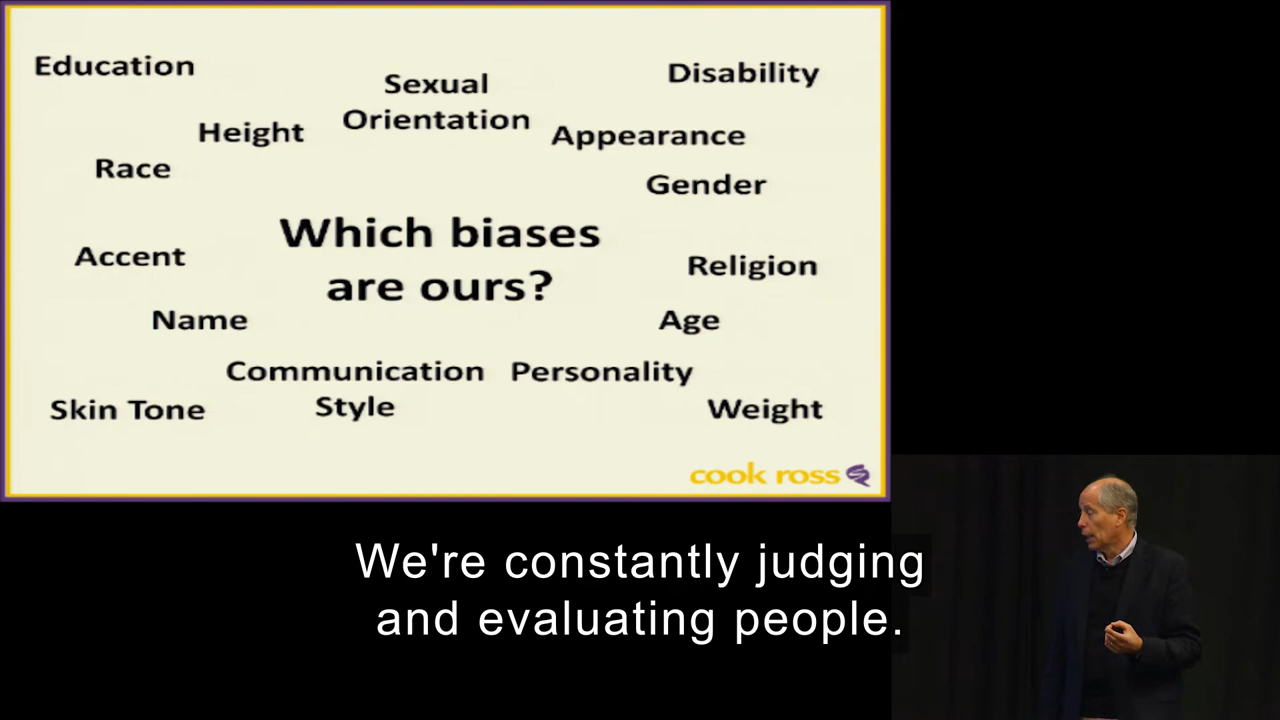 Education
Sexual
Orientation
Disability
Height
Appearance
Race
Gender
Which biases
are ours?
Accent
Religion
Name
Age
Communication
Style
Personality
Skin Tone
Weight
cook ross
We're constantly judging
and evaluating people.